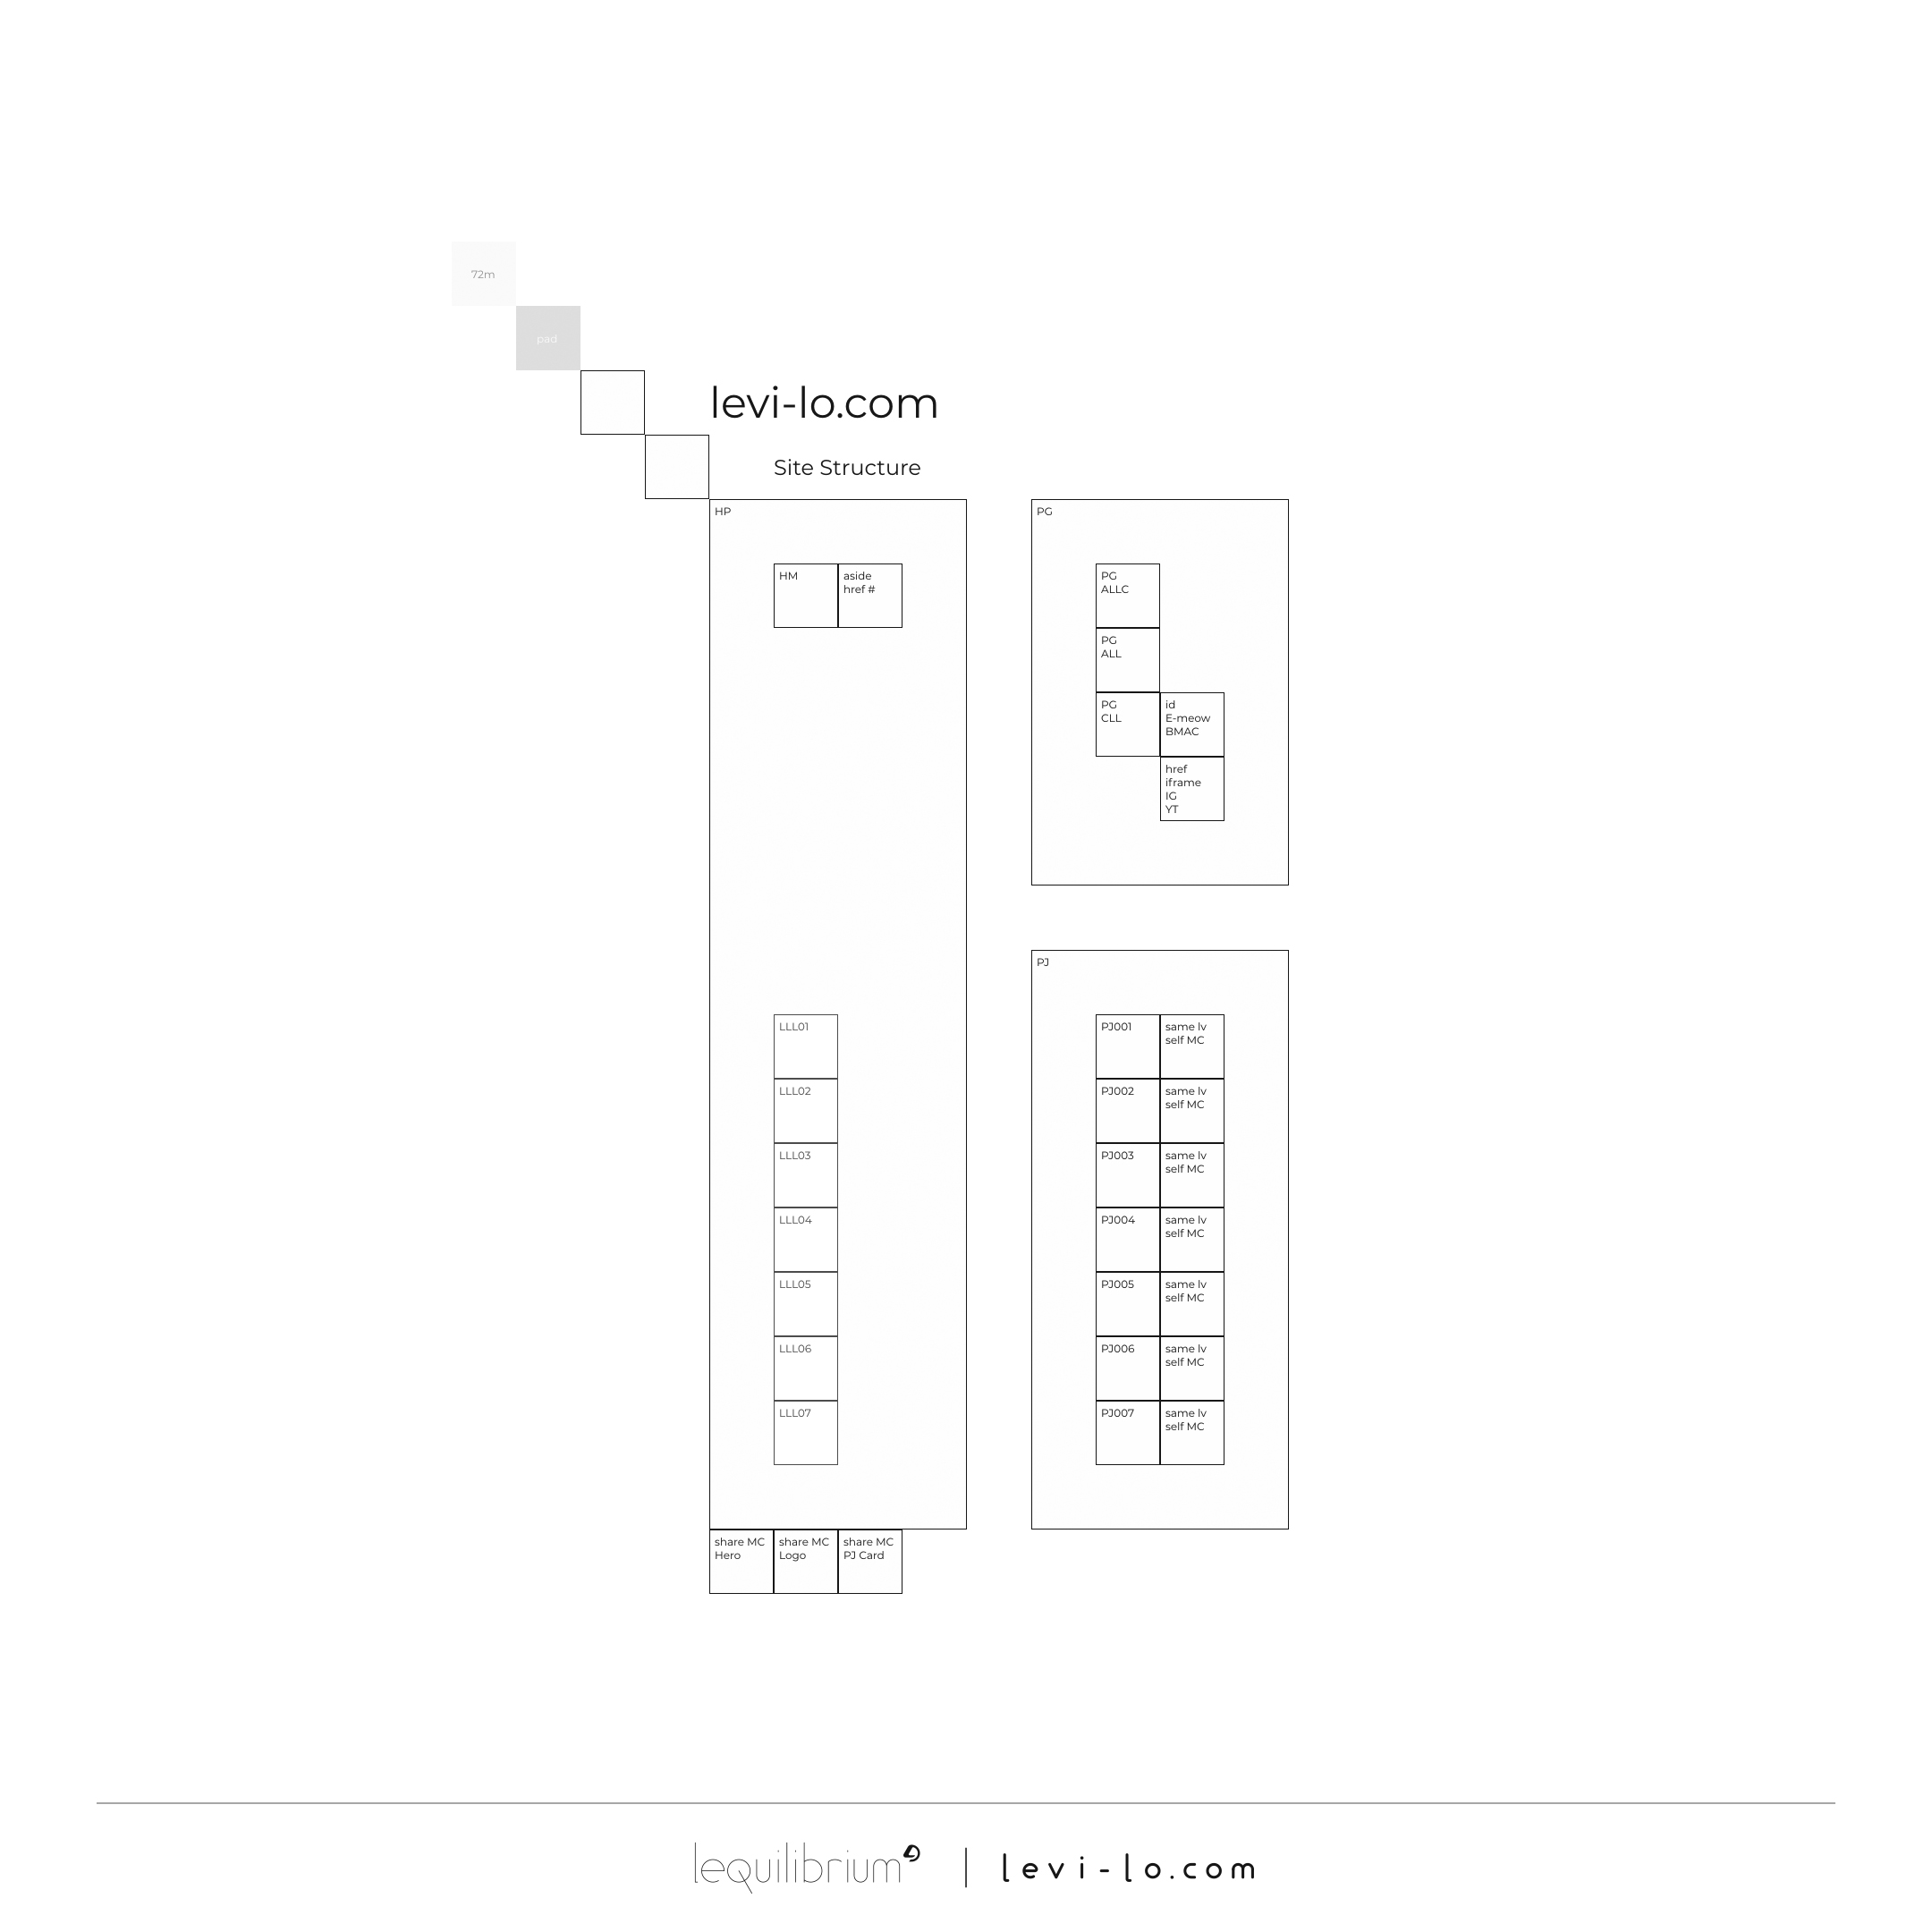 72m
pad
levi-lo.com
Site Structure
HP
HM
aside
href #
LLL01
LLL02
LLL03
LLL04
LLL05
LLL06
LLL07
share MC
Hero
share MC
Logo
share MC
PJ Card
PG
PG
ALLC
PG
ALL
PG
CLL
id
E-meow
BMAC
href
iframe
IG
YT
PJ
PJ001
same lv
self MC
PJ002
same lv
self MC
PJ003
same lv
self MC
PJ004
same lv
self MC
PJ005
same lv
self MC
PJ006
same lv
self MC
PJ007
same lv
self MC
lequilibrium
levi-lo.com